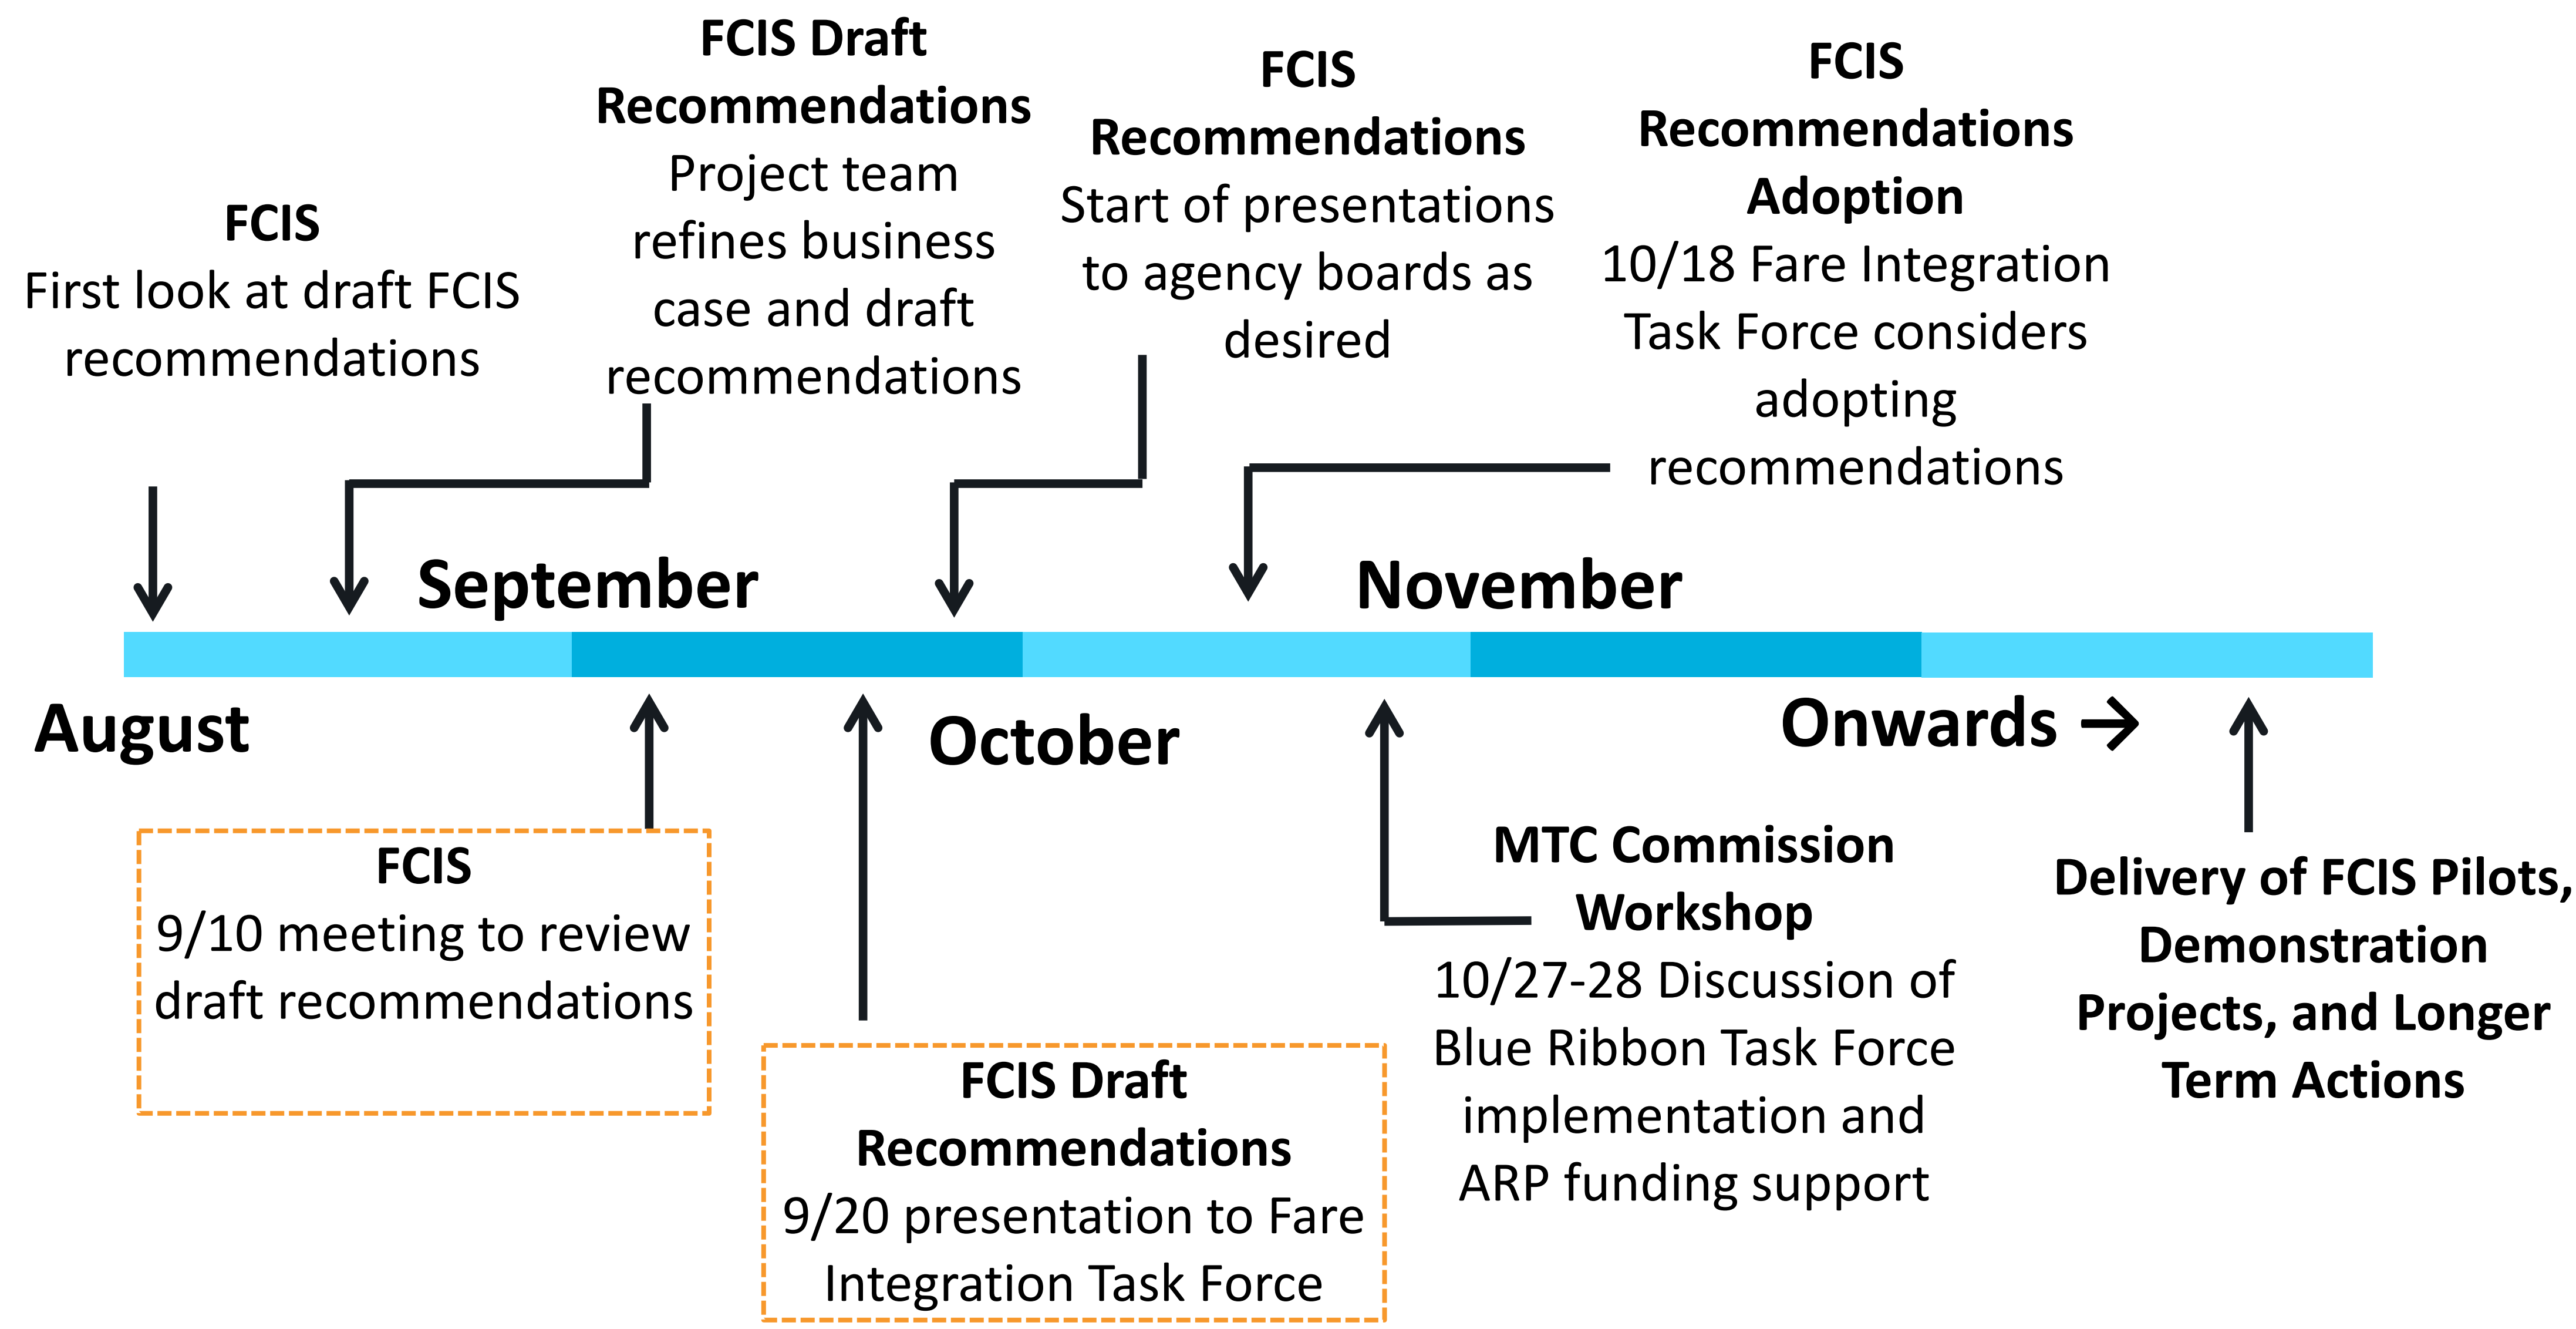 FCIS
First look at draft FCIS
recommendations
FCIS Draft
Recommendations
Project team
refines business
case and draft
recommendations
FCIS
Recommendations
Start of presentations
to agency boards as
desired
FCIS
Recommendations
Adoption
10/18 Fare Integration
Task Force considers
adopting
recommendations
September
November
August
October
Onwards →
FCIS
9/10 meeting to review
draft recommendations
FCIS Draft
Recommendations
9/20 presentation to Fare
Integration Task Force
MTC Commission
Workshop
10/27-28 Discussion of
Blue Ribbon Task Force
implementation and
ARP funding support
Delivery of FCIS Pilots,
Demonstration
Projects, and Longer
Term Actions